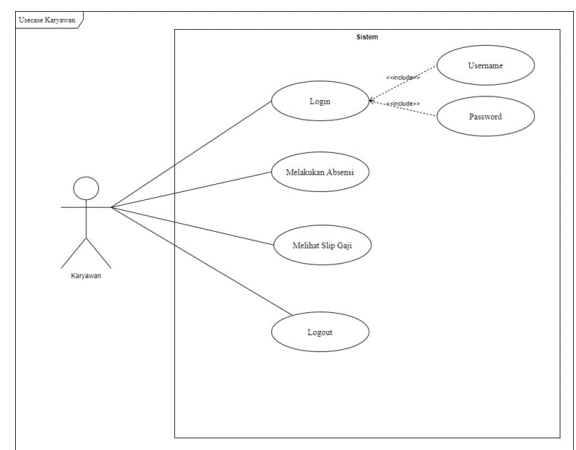 Usecase Karyawan
Sistem
Username
<<include>>
Login
<<include>>
Password
Melakukan Absensi
Melihat Slip Gaji
Karyawan
Logout